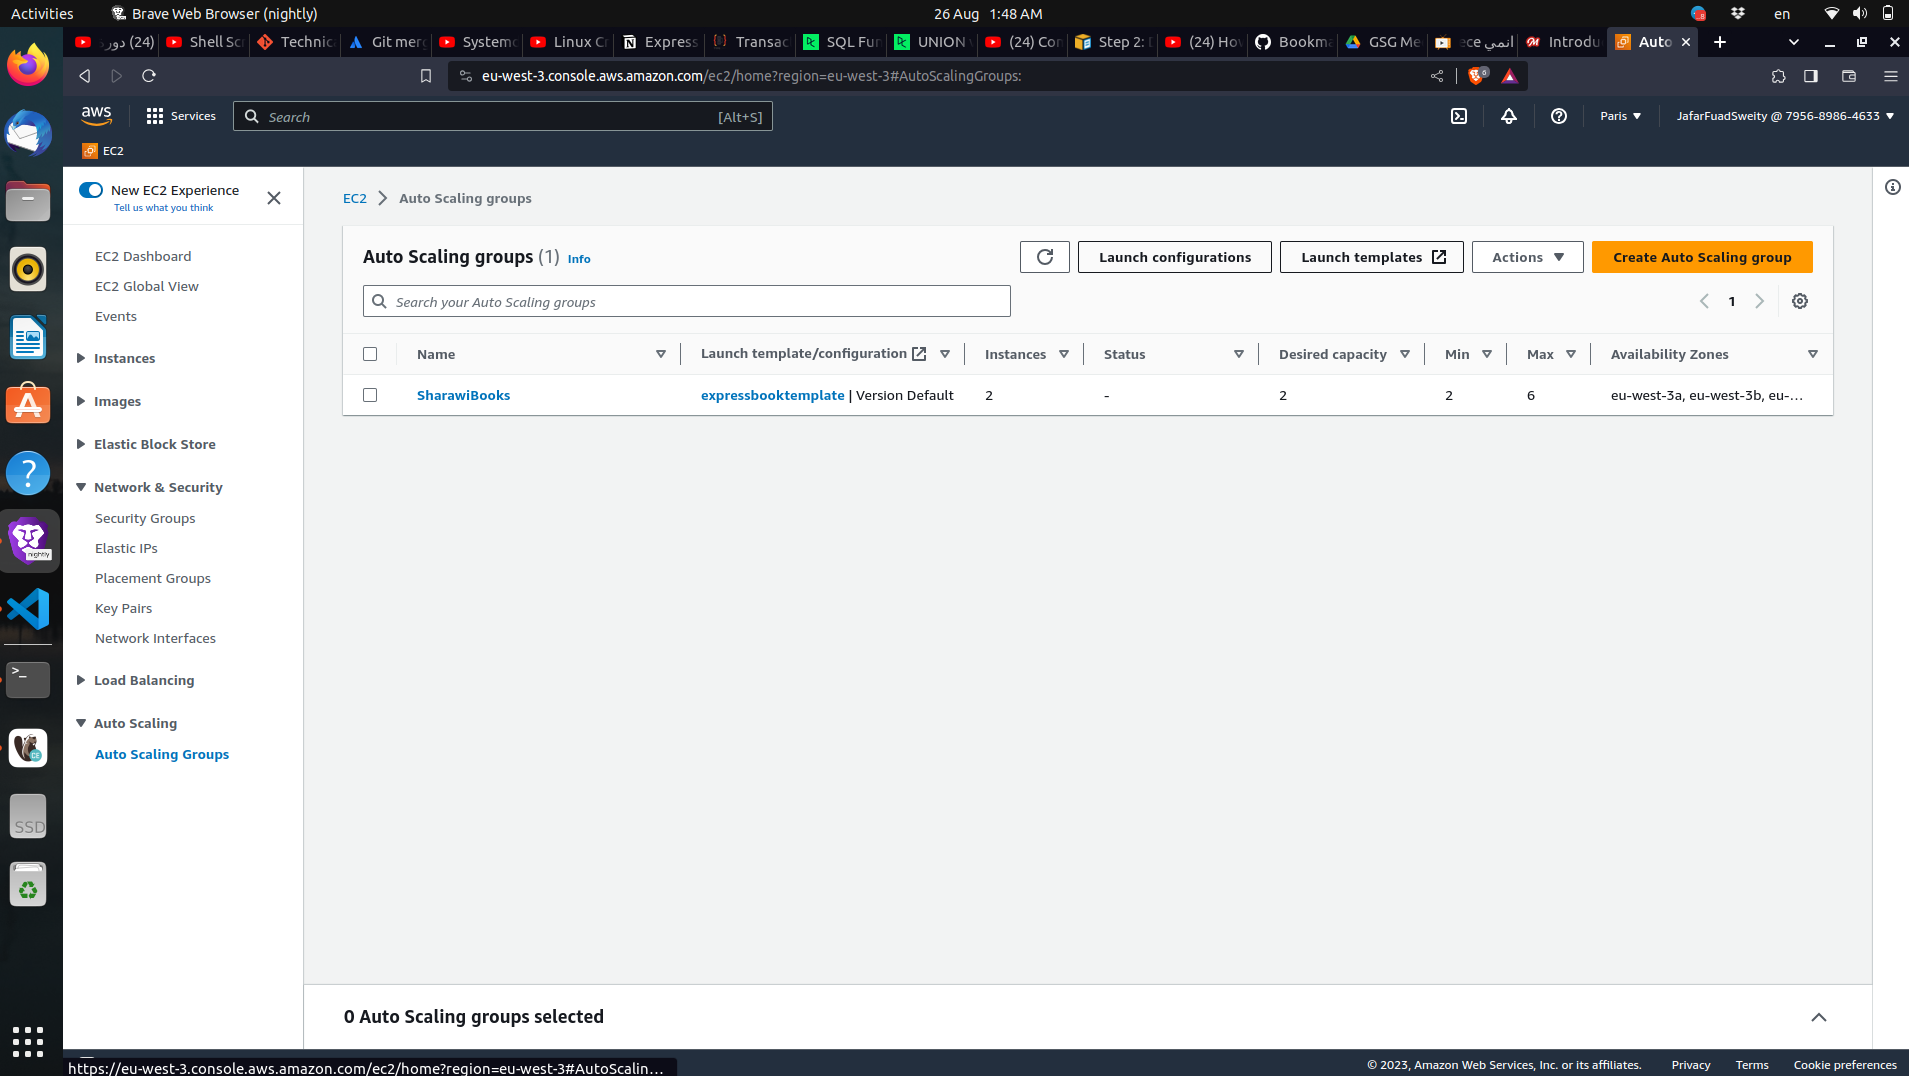 Activities
Brave Web Browser (nightly)
26 Aug 1:48 AM
en
(24) دورة
Shell Scr
Technica
Git merg
Systemc
Linux Cr
Express
Transac
SQL Fun
UNION v
(24) Con
Step 2: D
(24) How
Bookma
GSG Me
انمي ece
Introdu
Auto
eu-west-3.console.aws.amazon.com/ec2/home?region=eu-west-3#AutoScalingGroups:
aws
Services
Search
[Alt+S]
Paris
JafarFuadSweity @ 7956-8986-4633
EC2
New EC2 Experience
Tell us what you think
EC2 Dashboard
EC2 Global View
Events
Instances
Images
Elastic Block Store
Network & Security
Security Groups
Elastic IPs
Placement Groups
Key Pairs
Network Interfaces
Load Balancing
Auto Scaling
Auto Scaling Groups
EC2 > Auto Scaling groups
Auto Scaling groups (1) Info
Launch configurations
Launch templates
Actions
Create Auto Scaling group
Search your Auto Scaling groups
1
Name Launch template/configuration Instances Status Desired capacity Min Max Availability Zones
SharawiBooks expressbooktemplate | Version Default 2 - 2 2 6 eu-west-3a, eu-west-3b, eu-...
0 Auto Scaling groups selected
nightly
SSD
https://eu-west-3.console.aws.amazon.com/ec2/home?region=eu-west-3#AutoScalin...
© 2023, Amazon Web Services, Inc. or its affiliates.
Privacy
Terms
Cookie preferences